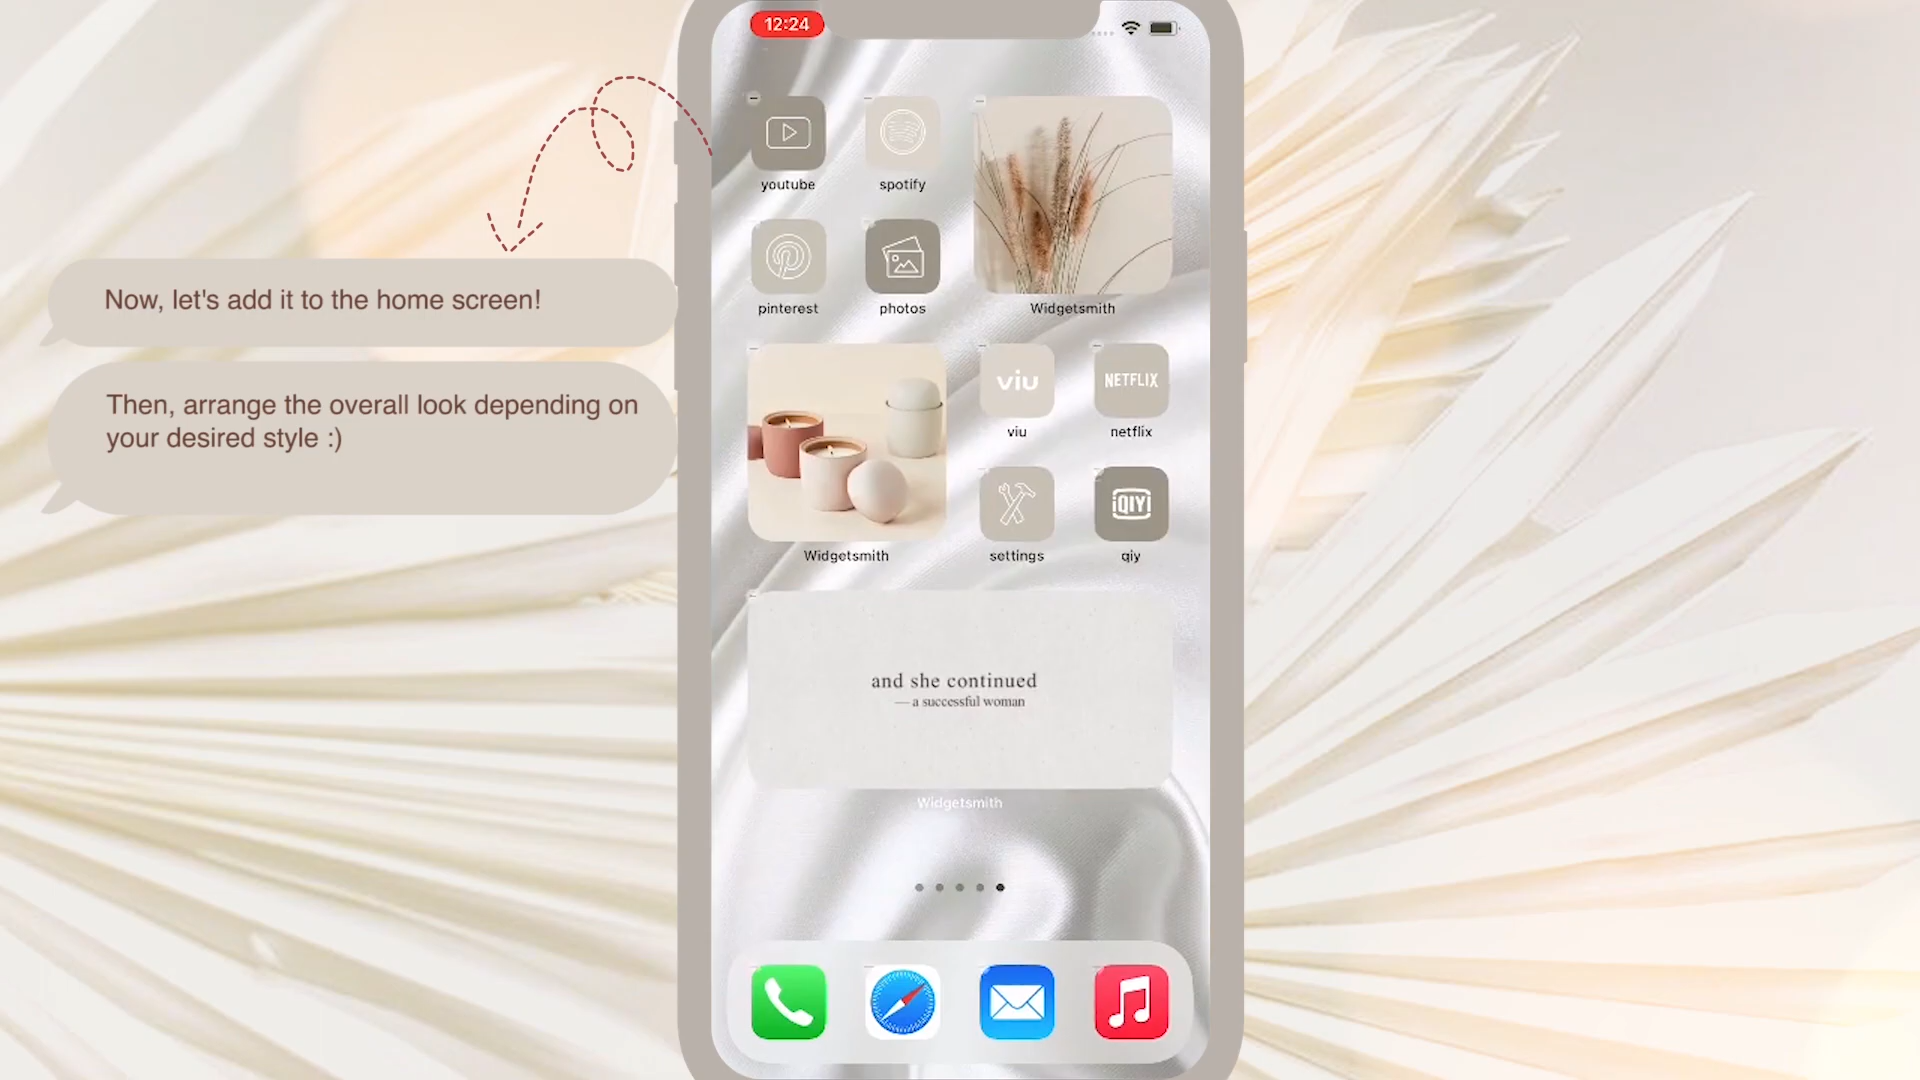 12:24
Now, let's add it to the home screen!
Then, arrange the overall look depending on
your desired style :)
youtube
spotify
pinterest
photos
Widgetsmith
Widgetsmith
viu
viu
NETFLIX
netflix
settings
iQIYI
qiy
and she continued
— a successful woman
Widgetsmith